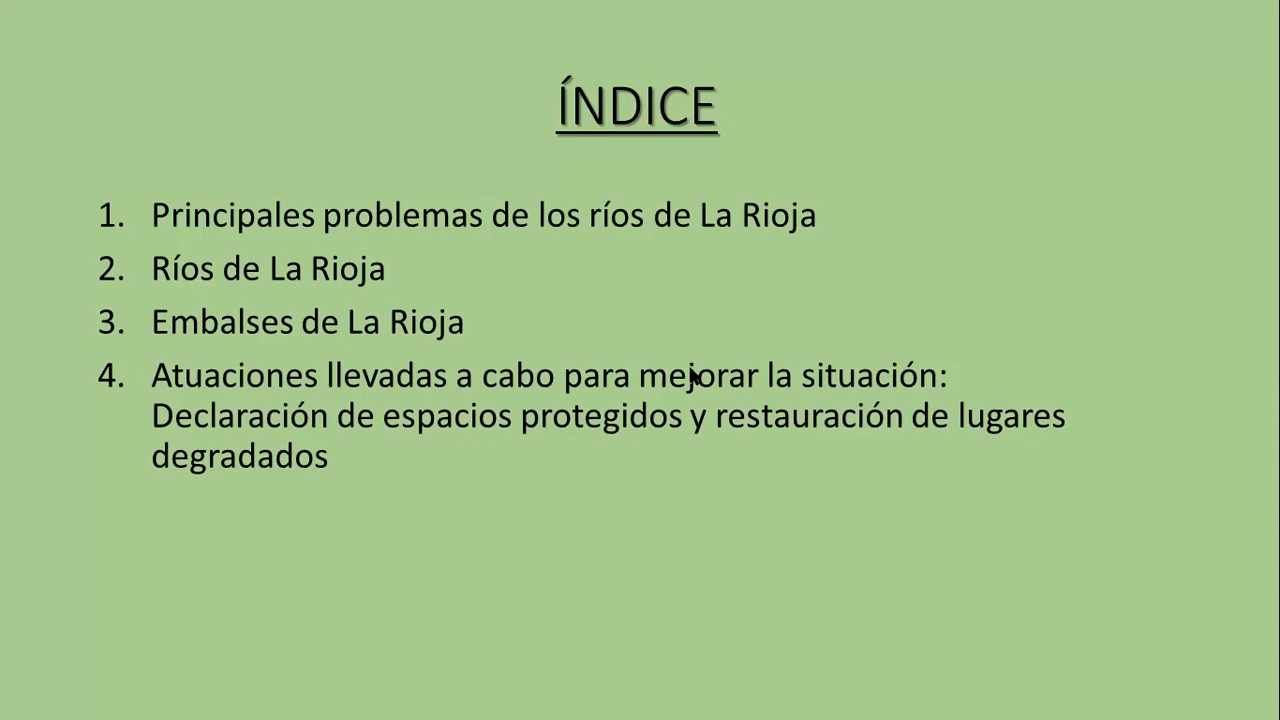 ÍNDICE
1. Principales problemas de los ríos de La Rioja
2. Ríos de La Rioja
3. Embalses de La Rioja
4. Atuaciones llevadas a cabo para mejorar la situación:
Declaración de espacios protegidos y restauración de lugares
degradados